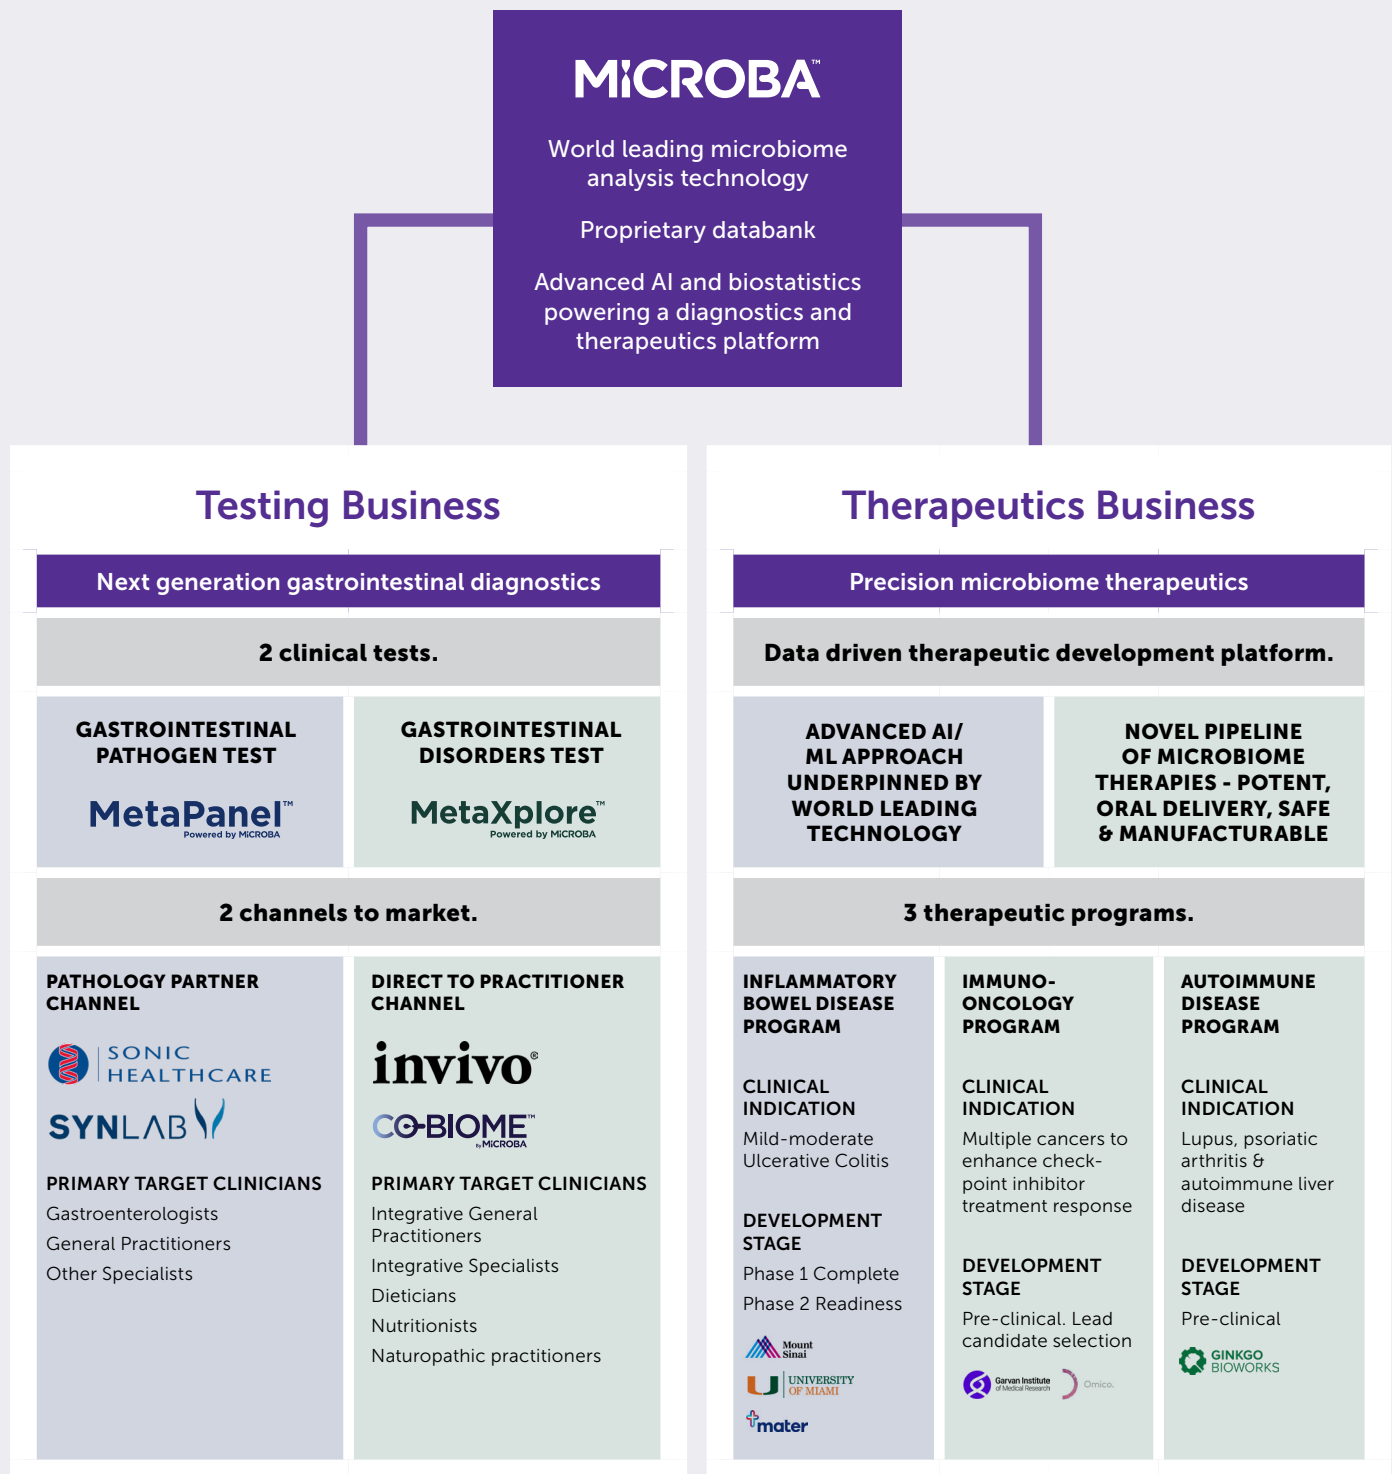 MiCROBA™
World leading microbiome
analysis technology
Proprietary databank
Advanced AI and biostatistics
powering a diagnostics and
therapeutics platform
Testing Business
Next generation gastrointestinal diagnostics
2 clinical tests.
GASTROINTESTINAL
PATHOGEN TEST
MetaPanel™
Powered by MiCROBA
GASTROINTESTINAL
DISORDERS TEST
MetaXplore™
Powered by MiCROBA
2 channels to market.
PATHOLOGY PARTNER
CHANNEL
SONIC
HEALTHCARE
SYNLAB
PRIMARY TARGET CLINICIANS
Gastroenterologists
General Practitioners
Other Specialists
DIRECT TO PRACTITIONER
CHANNEL
invivo®
CO-BIOME™
by MiCROBA
PRIMARY TARGET CLINICIANS
Integrative General
Practitioners
Integrative Specialists
Dieticians
Nutritionists
Naturopathic practitioners
Therapeutics Business
Precision microbiome therapeutics
Data driven therapeutic development platform.
ADVANCED AI/
ML APPROACH
UNDERPINNED BY
WORLD LEADING
TECHNOLOGY
NOVEL PIPELINE
OF MICROBIOME
THERAPIES - POTENT,
ORAL DELIVERY, SAFE
& MANUFACTURABLE
3 therapeutic programs.
INFLAMMATORY
BOWEL DISEASE
PROGRAM
CLINICAL
INDICATION
Mild-moderate
Ulcerative Colitis
DEVELOPMENT
STAGE
Phase 1 Complete
Phase 2 Readiness
Mount
Sinai
UNIVERSITY
OF MIAMI
mater
IMMUNO-
ONCOLOGY
PROGRAM
CLINICAL
INDICATION
Multiple cancers to
enhance check-
point inhibitor
treatment response
DEVELOPMENT
STAGE
Pre-clinical. Lead
candidate selection
Garvan Institute
of Medical Research
Omico.
AUTOIMMUNE
DISEASE
PROGRAM
CLINICAL
INDICATION
Lupus, psoriatic
arthritis &
autoimmune liver
disease
DEVELOPMENT
STAGE
Pre-clinical
GINKGO
BIOWORKS